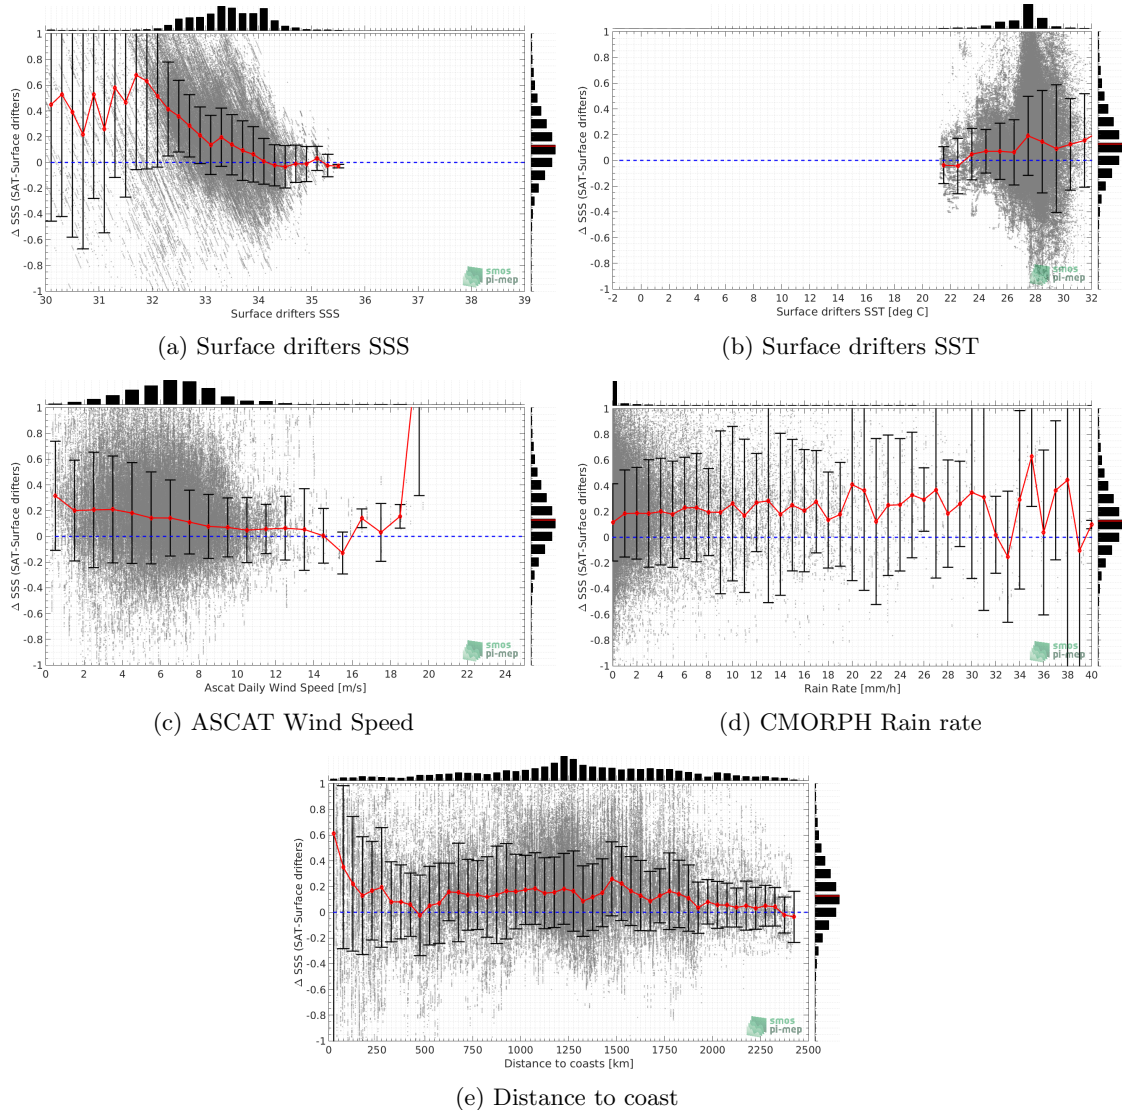 Δ SSS (SAT-Surface drifters)
1
0.8
0.6
0.4
0.2
0
-0.2
-0.4
-0.6
-0.8
-1
30 31 32 33 34 35 36 37 38 39
Surface drifters SSS
smos
pi-mep
(a) Surface drifters SSS
Δ SSS (SAT-Surface drifters)
1
0.8
0.6
0.4
0.2
0
-0.2
-0.4
-0.6
-0.8
-1
-2 0 2 4 6 8 10 12 14 16 18 20 22 24 26 28 30 32
Surface drifters SST [deg C]
smos
pi-mep
(b) Surface drifters SST
Δ SSS (SAT-Surface drifters)
1
0.8
0.6
0.4
0.2
0
-0.2
-0.4
-0.6
-0.8
-1
0 2 4 6 8 10 12 14 16 18 20 22 24
Ascat Daily Wind Speed [m/s]
smos
pi-mep
(c) ASCAT Wind Speed
Δ SSS (SAT-Surface drifters)
1
0.8
0.6
0.4
0.2
0
-0.2
-0.4
-0.6
-0.8
-1
0 2 4 6 8 10 12 14 16 18 20 22 24 26 28 30 32 34 36 38 40
Rain Rate [mm/h]
smos
pi-mep
(d) CMORPH Rain rate
Δ SSS (SAT-Surface drifters)
1
0.8
0.6
0.4
0.2
0
-0.2
-0.4
-0.6
-0.8
-1
0 250 500 750 1000 1250 1500 1750 2000 2250 2500
Distance to coasts [km]
smos
pi-mep
(e) Distance to coast